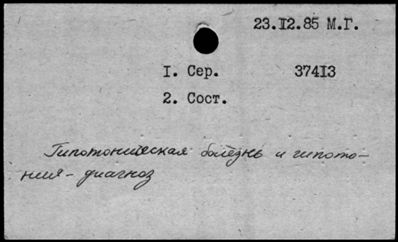 23.12.85 М.Г.
1. Сер. 37413
2. Сост.
Гипотоническая болезнь и гипото-
ния - диагноз